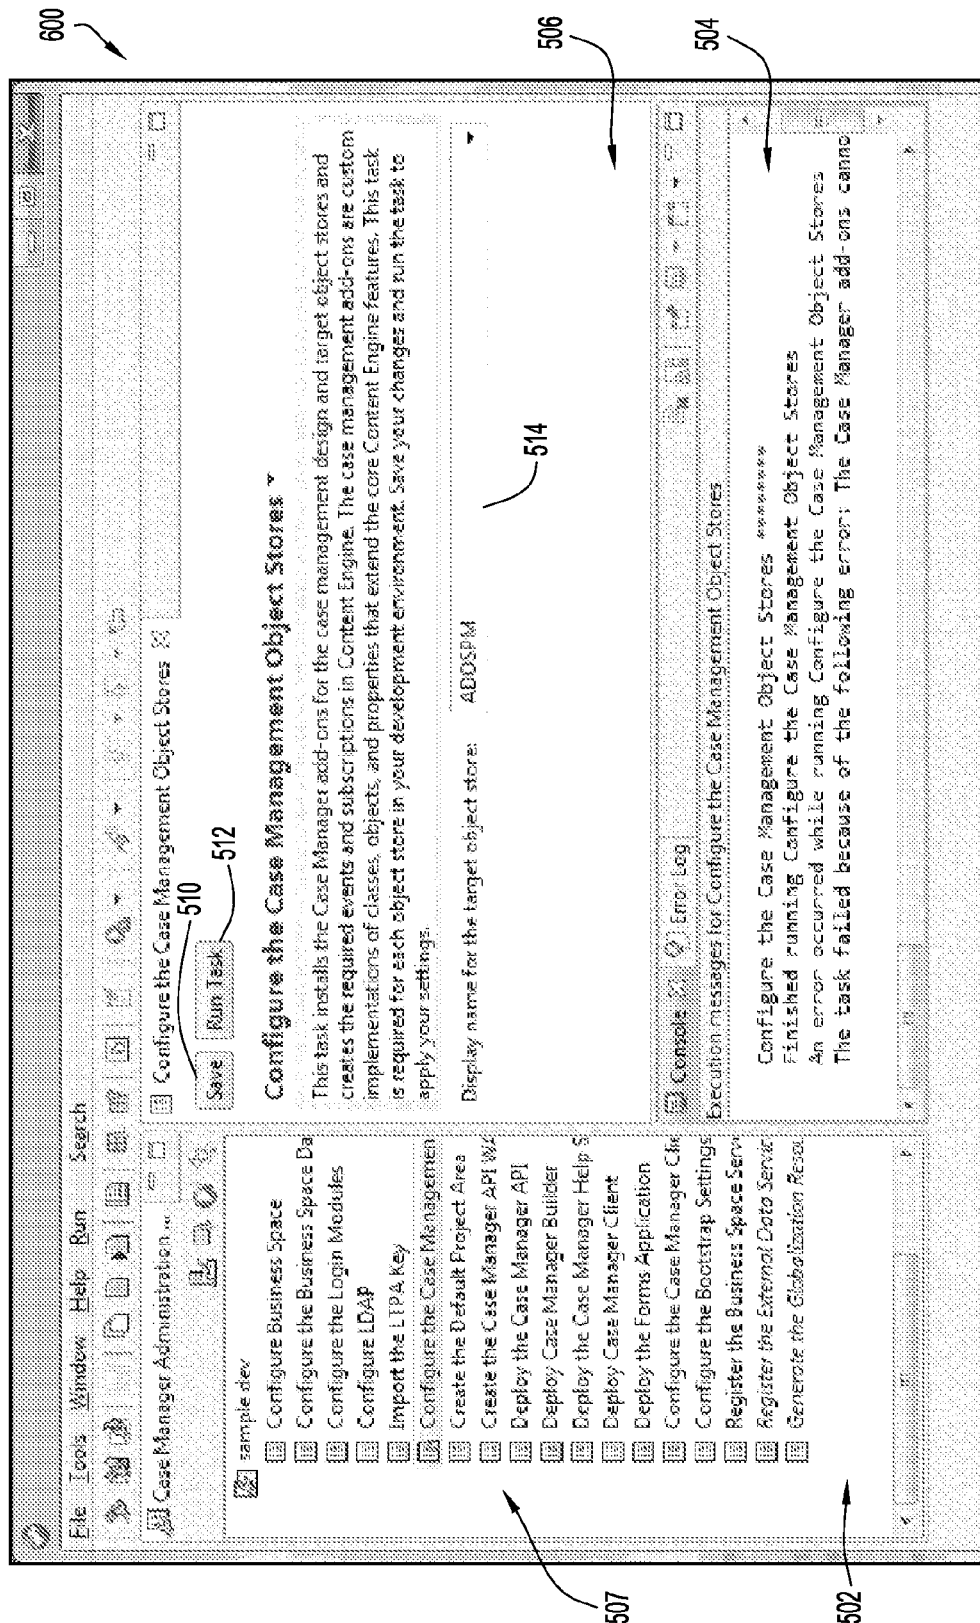 600
File Tools Window Help Run Search
Case Manager Administration
sample dev
Configure Business Space
Configure the Business Space Da
Configure the Login Modules
Configure LDAP
Import the LTPA Key
Configure the Case Managemen
Create the Default Project Area
Create the Case Manager API WA
Deploy the Case Manager API
Deploy Case Manager Builder
Deploy the Case Manager Help S
Deploy Case Manager Client
Deploy the Forms Application
Configure the Case Manager Clie
Configure the Bootstrap Settings
Register the Business Space Serv
Register the External Data Servic
Generate the Globalization Resou
507
502
Configure the Case Management Object Stores
510
Save
Run Task
512
Configure the Case Management Object Stores *
This task installs the Case Manager add-ons for the case management design and target object stores and
creates the required events and subscriptions in Content Engine. The case management add-ons are custom
implementations of classes, objects, and properties that extend the core Content Engine features. This task
is required for each object store in your development environment. Save your changes and run the task to
apply your settings.
Display name for the target object store:
ADOSPM
514
506
Console
Error Log
Execution messages for Configure the Case Management Object Stores
Configure the Case Management Object Stores ********
Finished running Configure the Case Management Object Stores
An error occurred while running Configure the Case Management Object Stores
The task failed because of the following error: The Case Manager add-ons canno
504